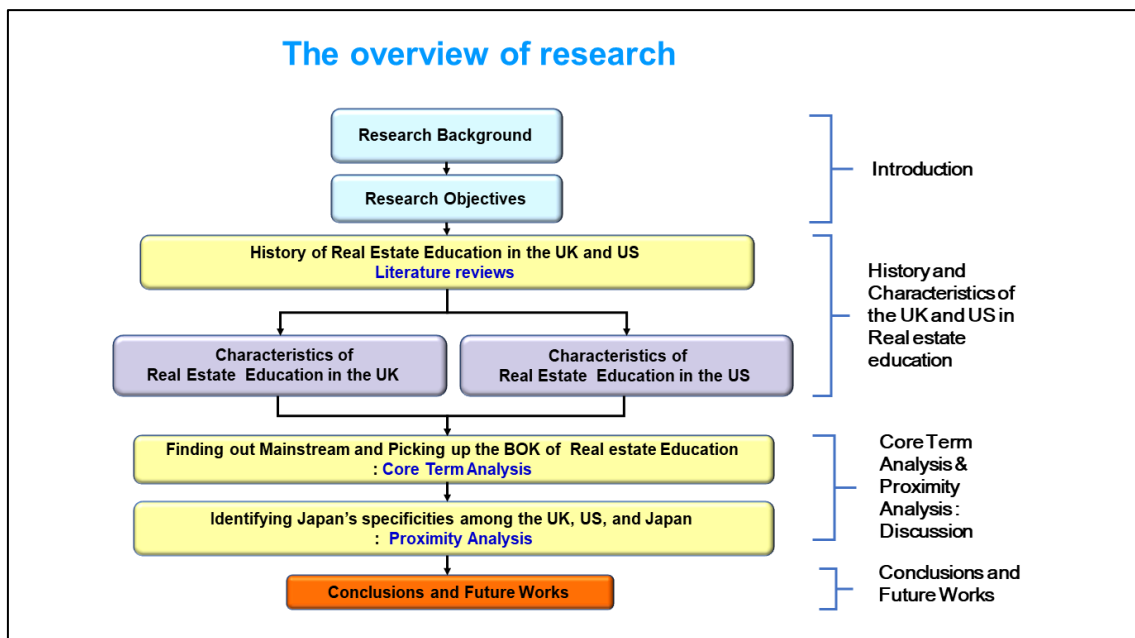 The overview of research
Research Background
Research Objectives
Introduction
History of Real Estate Education in the UK and US
Literature reviews
Characteristics of
Real Estate Education in the UK
Characteristics of
Real Estate Education in the US
History and
Characteristics of
the UK and US in
Real estate
education
Finding out Mainstream and Picking up the BOK of Real estate Education
: Core Term Analysis
Identifying Japan's specificities among the UK, US, and Japan
: Proximity Analysis
Core Term
Analysis &
Proximity
Analysis :
Discussion
Conclusions and Future Works
Conclusions and
Future Works